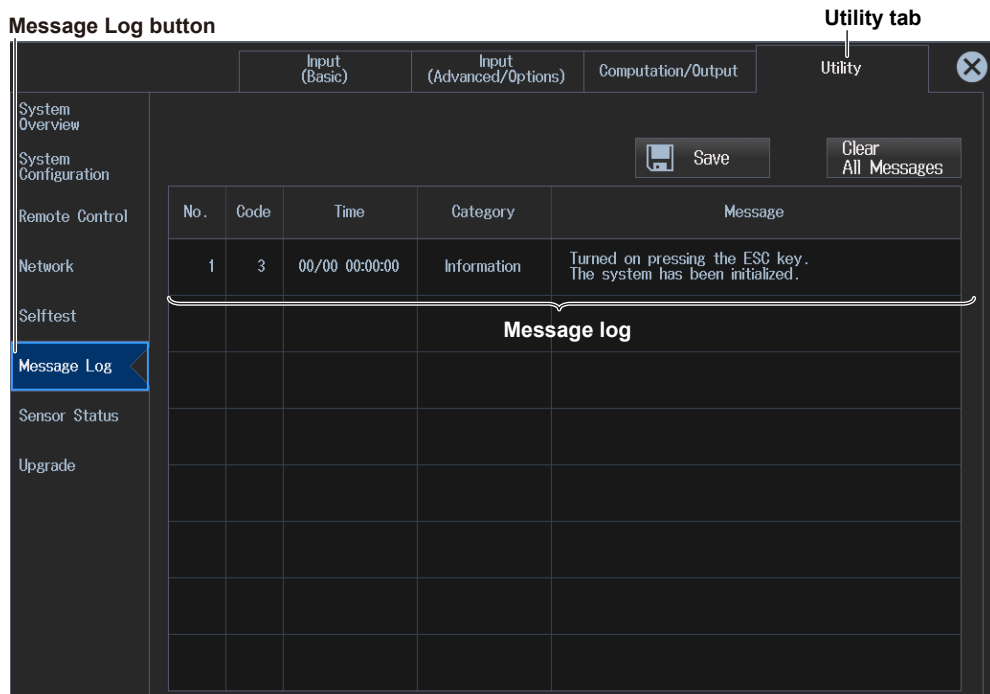 Message Log button
Utility tab
Input
(Basic)
Input
(Advanced/Options)
Computation/Output
Utility
System
Overview
System
Configuration
Remote Control
Network
Selftest
Message Log
Sensor Status
Upgrade
Save
Clear
All Messages
No. Code Time Category Message
1 3 00/00 00:00:00 Information Turned on pressing the ESC key.
The system has been initialized.
Message log